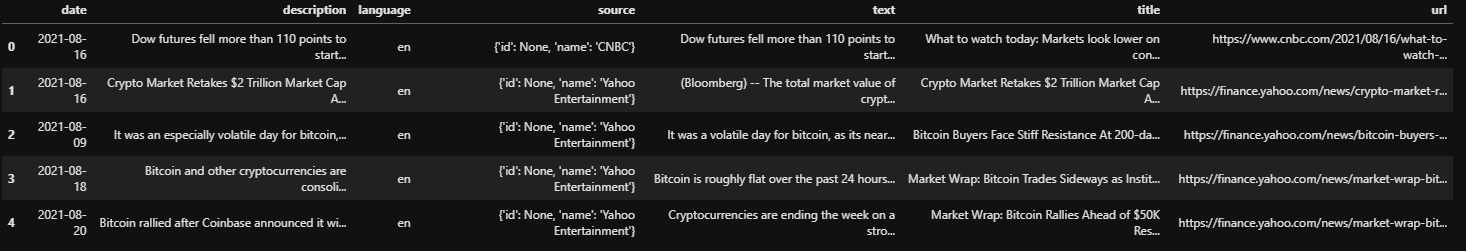 date description language source text title url
0 2021-08-16 Dow futures fell more than 110 points to start... en {'id': None, 'name': 'CNBC'} Dow futures fell more than 110 points to start... What to watch today: Markets look lower on con... https://www.cnbc.com/2021/08/16/what-to-watch-...
1 2021-08-16 Crypto Market Retakes $2 Trillion Market Cap A... en {'id': None, 'name': 'Yahoo Entertainment'} (Bloomberg) -- The total market value of crypt... Crypto Market Retakes $2 Trillion Market Cap A... https://finance.yahoo.com/news/crypto-market-r...
2 2021-08-09 It was an especially volatile day for bitcoin,... en {'id': None, 'name': 'Yahoo Entertainment'} It was a volatile day for bitcoin, as its near... Bitcoin Buyers Face Stiff Resistance At 200-da... https://finance.yahoo.com/news/bitcoin-buyers-...
3 2021-08-18 Bitcoin and other cryptocurrencies are consoli... en {'id': None, 'name': 'Yahoo Entertainment'} Bitcoin is roughly flat over the past 24 hours... Market Wrap: Bitcoin Trades Sideways as Instit... https://finance.yahoo.com/news/market-wrap-bit...
4 2021-08-20 Bitcoin rallied after Coinbase announced it wi... en {'id': None, 'name': 'Yahoo Entertainment'} Cryptocurrencies are ending the week on a stro... Market Wrap: Bitcoin Rallies Ahead of $50K Res... https://finance.yahoo.com/news/market-wrap-bit...